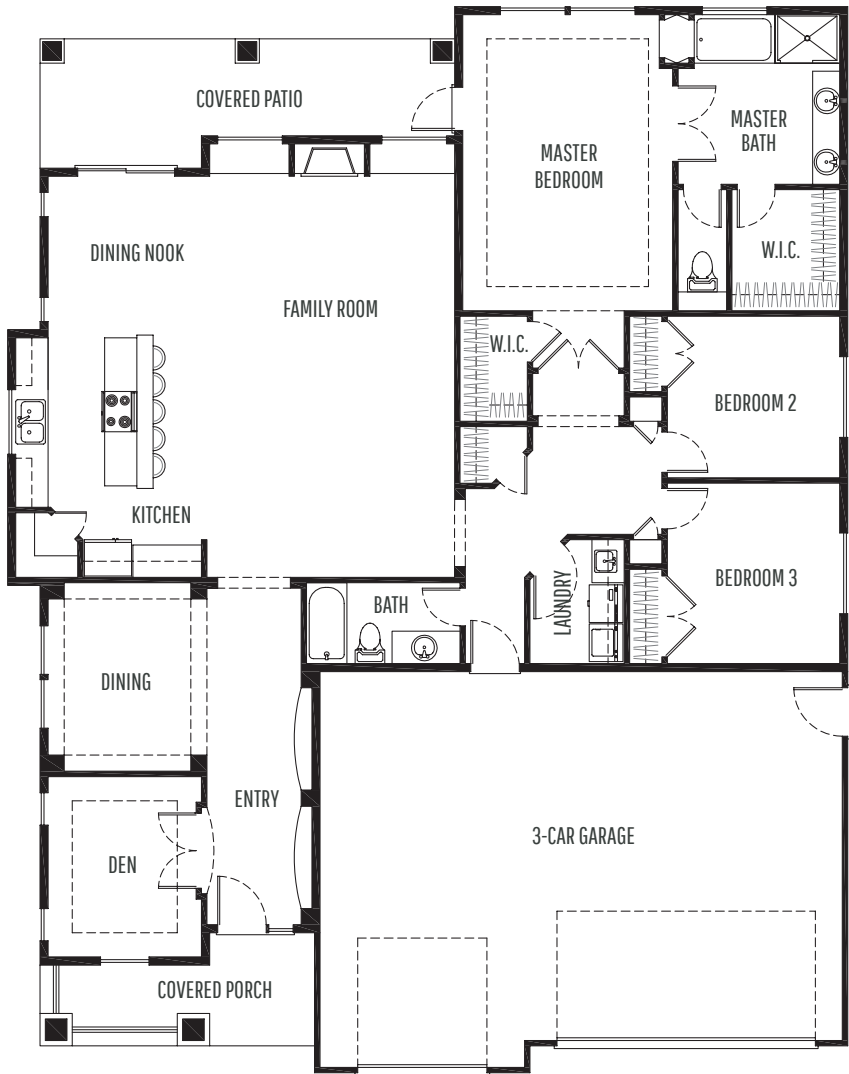 COVERED PATIO
MASTER
BATH
MASTER
BEDROOM
DINING NOOK
W.I.C.
FAMILY ROOM
W.I.C.
BEDROOM 2
KITCHEN
BEDROOM 3
BATH
LAUNDRY
DINING
ENTRY
3-CAR GARAGE
DEN
COVERED PORCH